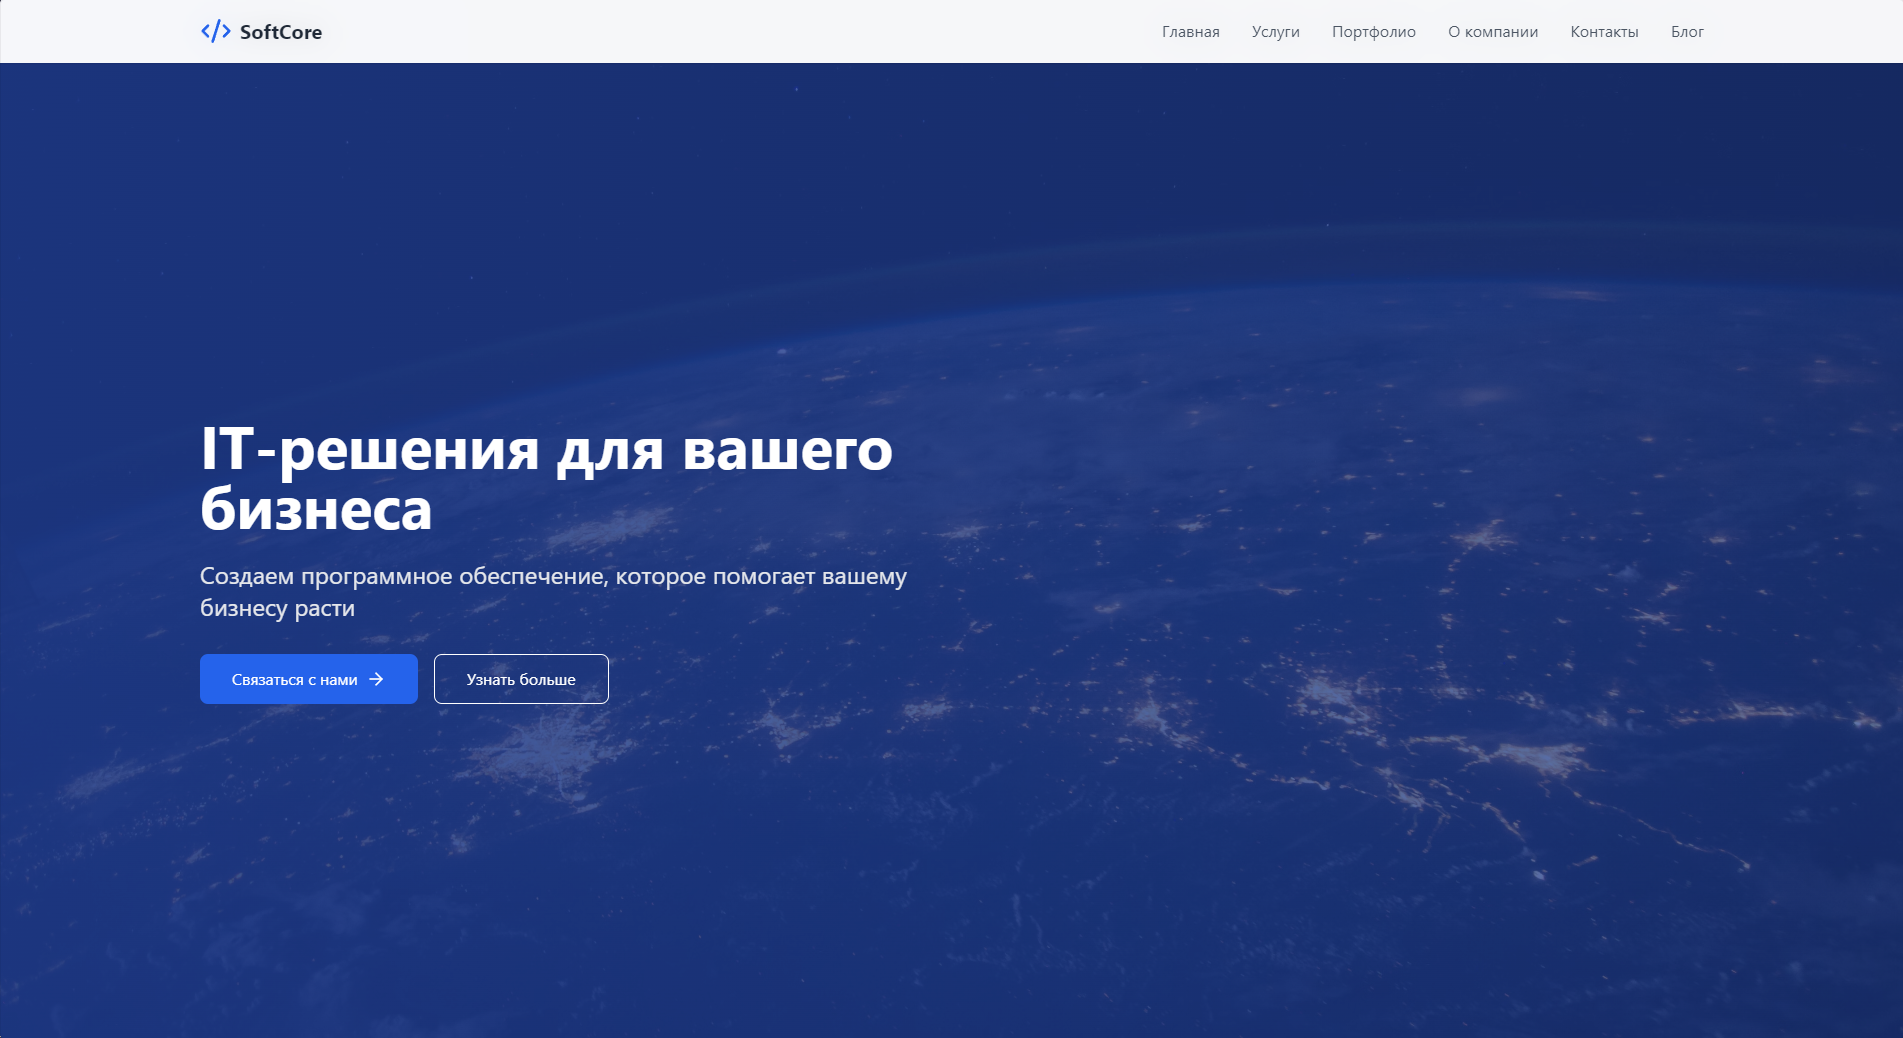 SoftCore
Главная
Услуги
Портфолио
О компании
Контакты
Блог
IT-решения для вашего
бизнеса
Создаем программное обеспечение, которое помогает вашему
бизнесу расти
Связаться с нами
Узнать больше